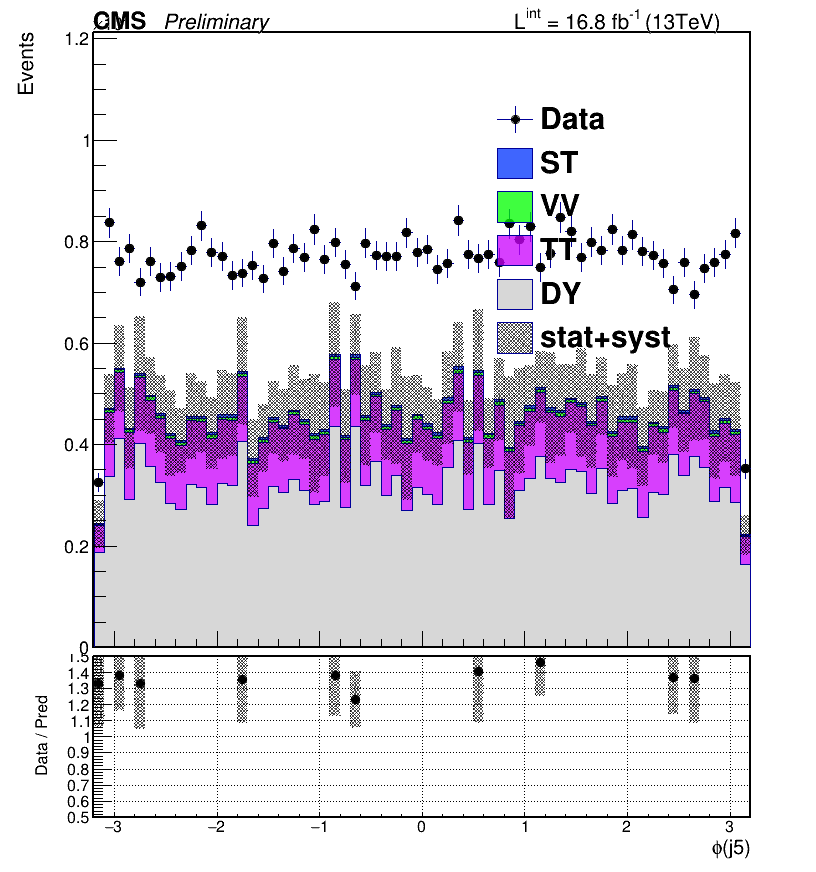 CMS Preliminary L^int = 16.8 fb^-1 (13TeV)
Events
1.2
1
0.8
0.6
0.4
0.2
0
Data
ST
VV
TT
DY
stat+syst
Data / Pred
1.5
1.4
1.3
1.2
1.1
1
0.9
0.8
0.7
0.6
0.5
−3 −2 −1 0 1 2 3
ϕ(j5)